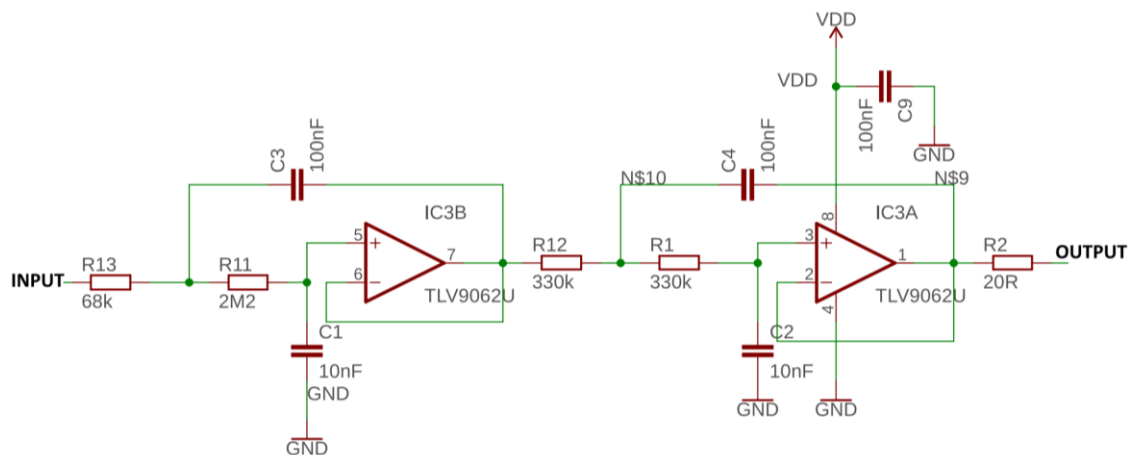 VDD
VDD
100nF
C9
GND
C3
100nF
C4
100nF
N$10
N$9
IC3B
IC3A
8
5
+
6
−
7
3
+
2
−
1
4
INPUT
R13
68k
R11
2M2
R12
330k
R1
330k
R2
20R
OUTPUT
TLV9062U
TLV9062U
C1
10nF
GND
GND
C2
10nF
GND
GND